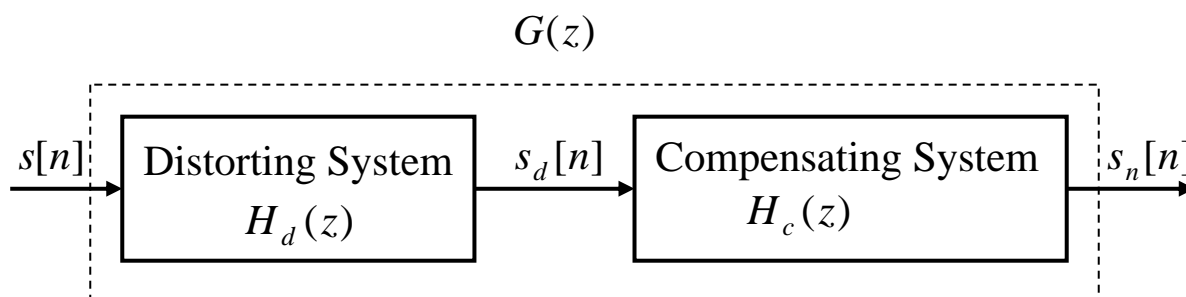 G(z)
s[n]
Distorting System
H_d(z)
s_d[n]
Compensating System
H_c(z)
s_n[n]